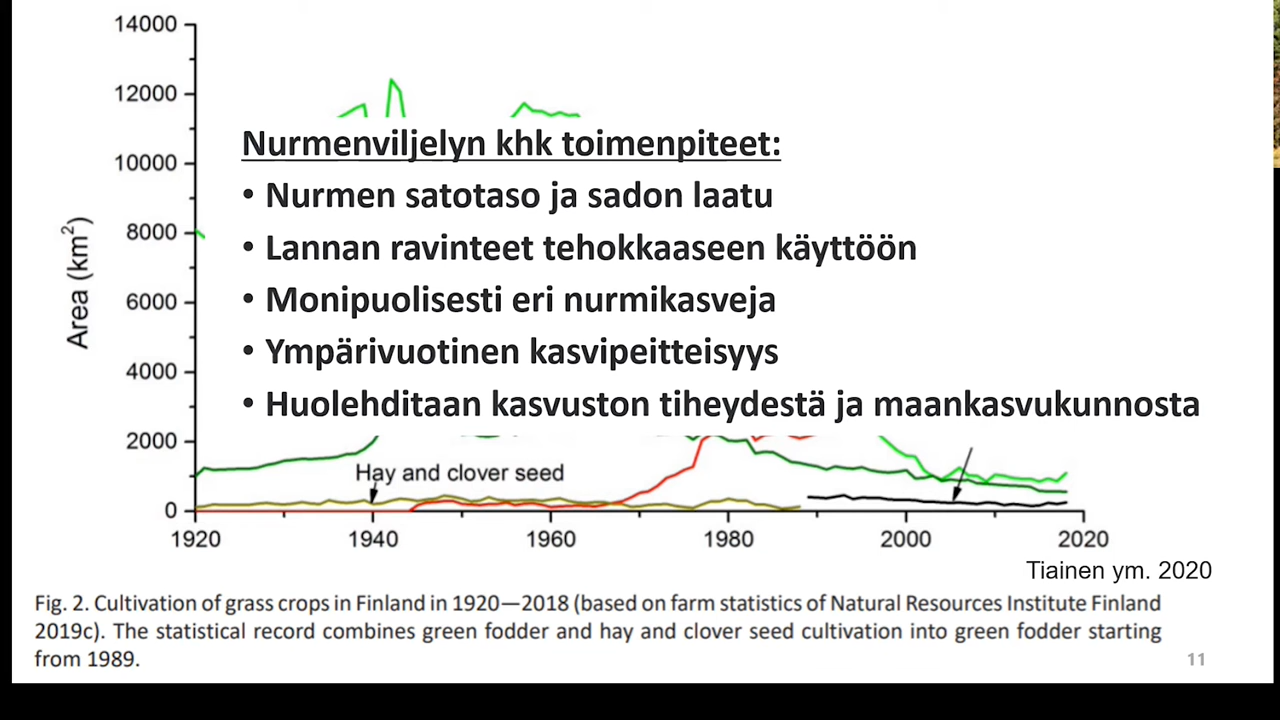 14000
12000
10000
8000
6000
4000
2000
0
Area (km²)
Nurmenviljelyn khk toimenpiteet:
• Nurmen satotaso ja sadon laatu
• Lannan ravinteet tehokkaaseen käyttöön
• Monipuolisesti eri nurmikasveja
• Ympärivuotinen kasvipeitteisyys
• Huolehditaan kasvuston tiheydestä ja maankasvukunnosta
Hay and clover seed
1920 1940 1960 1980 2000 2020
Tiainen ym. 2020
Fig. 2. Cultivation of grass crops in Finland in 1920—2018 (based on farm statistics of Natural Resources Institute Finland
2019c). The statistical record combines green fodder and hay and clover seed cultivation into green fodder starting
from 1989.
11